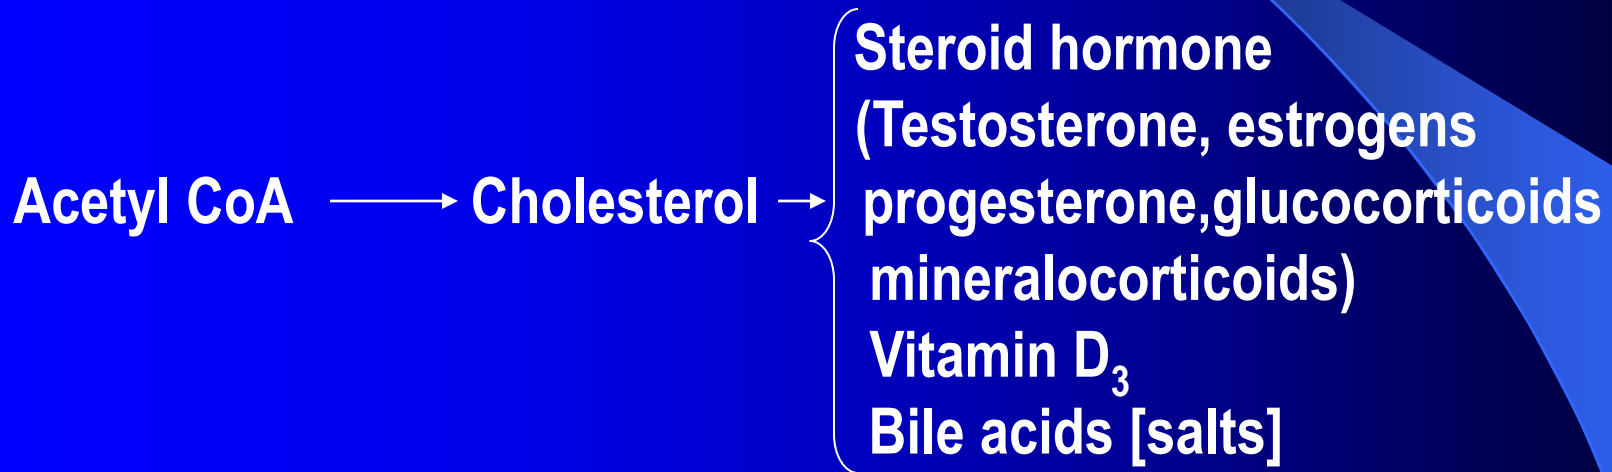 Steroid hormone
(Testosterone, estrogens
Acetyl CoA → Cholesterol → progesterone,glucocorticoids
mineralocorticoids)
Vitamin D₃
Bile acids [salts]